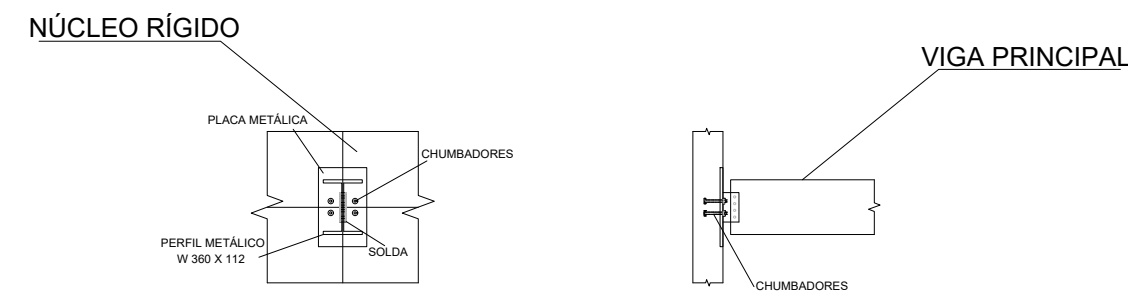 NÚCLEO RÍGIDO
VIGA PRINCIPAL
PLACA METÁLICA
CHUMBADORES
PERFIL METÁLICO
W 360 X 112
SOLDA
CHUMBADORES